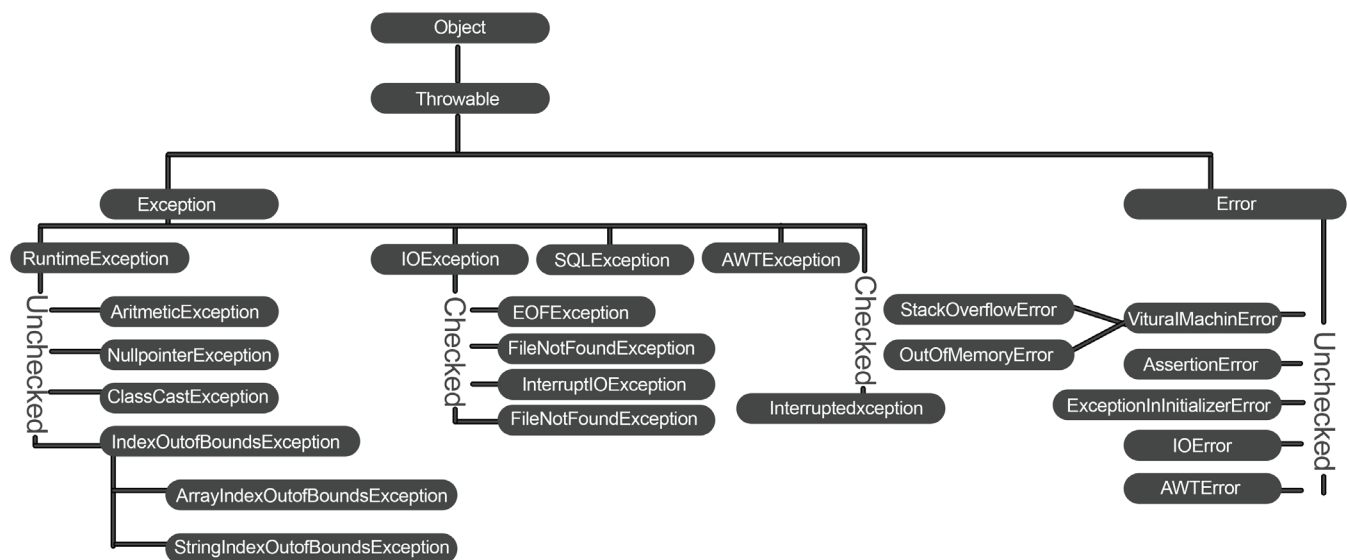 Object
Throwable
Exception
Error
RuntimeException
IOException
SQLException
AWTException
Unchecked
AritmeticException
NullpointerException
ClassCastException
IndexOutofBoundsException
ArrayIndexOutofBoundsException
StringIndexOutofBoundsException
Checked
EOFException
FileNotFoundException
InterruptIOException
FileNotFoundException
Checked
Interruptedxception
StackOverflowError
OutOfMemoryError
VituralMachinError
AssertionError
ExceptionInInitializerError
IOError
AWTError
Unchecked